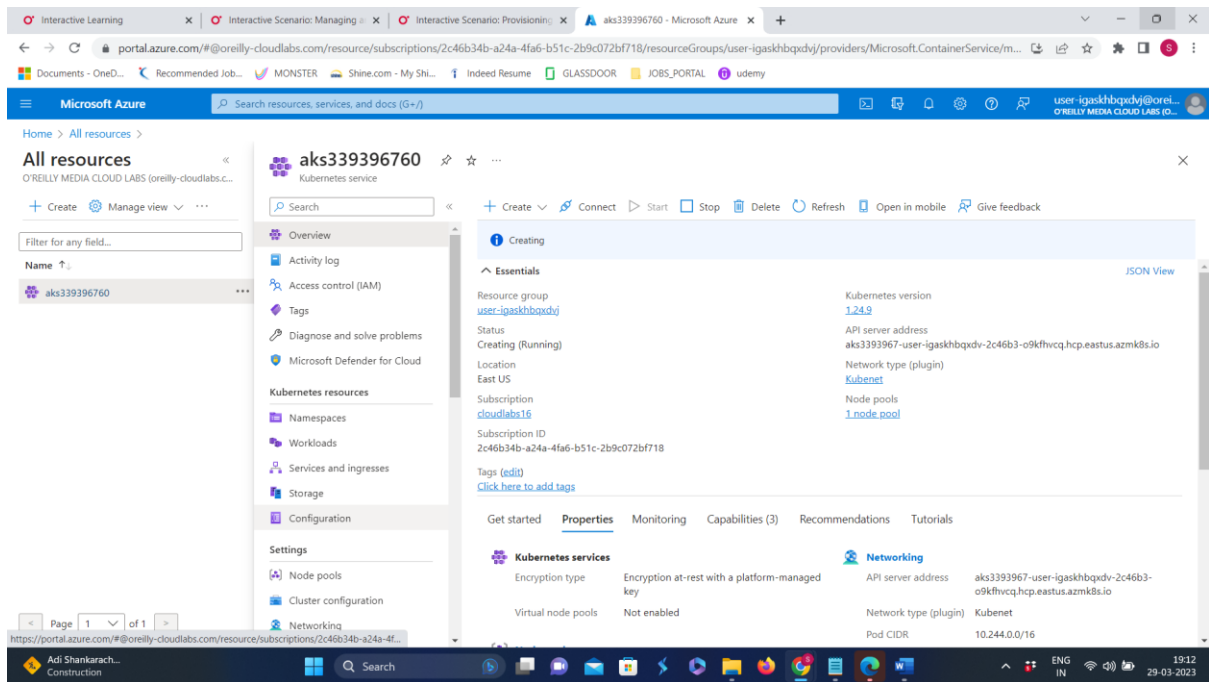 Interactive Learning
Interactive Scenario: Managing a
Interactive Scenario: Provisioning
aks339396760 - Microsoft Azure
portal.azure.com/#@oreilly-cloudlabs.com/resource/subscriptions/2c46b34b-a24a-4fa6-b51c-2b9c072bf718/resourceGroups/user-igaskhbqxdvj/providers/Microsoft.ContainerService/m...
S
Documents - OneD...
Recommended Job...
MONSTER
Shine.com - My Shi...
Indeed Resume
GLASSDOOR
JOBS_PORTAL
udemy
Microsoft Azure
Search resources, services, and docs (G+/)
user-igaskhbqxdvj@orei...
O'REILLY MEDIA CLOUD LABS (O...
Home > All resources >
All resources
O'REILLY MEDIA CLOUD LABS (oreilly-cloudlabs.c...
+ Create
Manage view
Filter for any field...
Name ↑↓
aks339396760
Page 1 of 1
https://portal.azure.com/#@oreilly-cloudlabs.com/resource/subscriptions/2c46b34b-a24a-4f...
aks339396760
Kubernetes service
Search
Overview
Activity log
Access control (IAM)
Tags
Diagnose and solve problems
Microsoft Defender for Cloud
Kubernetes resources
Namespaces
Workloads
Services and ingresses
Storage
Configuration
Settings
Node pools
Cluster configuration
Networking
+ Create
Connect
Start
Stop
Delete
Refresh
Open in mobile
Give feedback
Creating
Essentials
JSON View
Resource group
user-igaskhbqxdvj
Status
Creating (Running)
Location
East US
Subscription
cloudlabs16
Subscription ID
2c46b34b-a24a-4fa6-b51c-2b9c072bf718
Tags (edit)
Click here to add tags
Kubernetes version
1.24.9
API server address
aks3393967-user-igaskhbqxdv-2c46b3-o9kfhvcq.hcp.eastus.azmk8s.io
Network type (plugin)
Kubenet
Node pools
1 node pool
Get started
Properties
Monitoring
Capabilities (3)
Recommendations
Tutorials
Kubernetes services
Encryption type
Encryption at-rest with a platform-managed
key
Virtual node pools
Not enabled
Networking
API server address
aks3393967-user-igaskhbqxdv-2c46b3-
o9kfhvcq.hcp.eastus.azmk8s.io
Network type (plugin)
Kubenet
Pod CIDR
10.244.0.0/16
Adi Shankarach...
Construction
Search
ENG
IN
19:12
29-03-2023